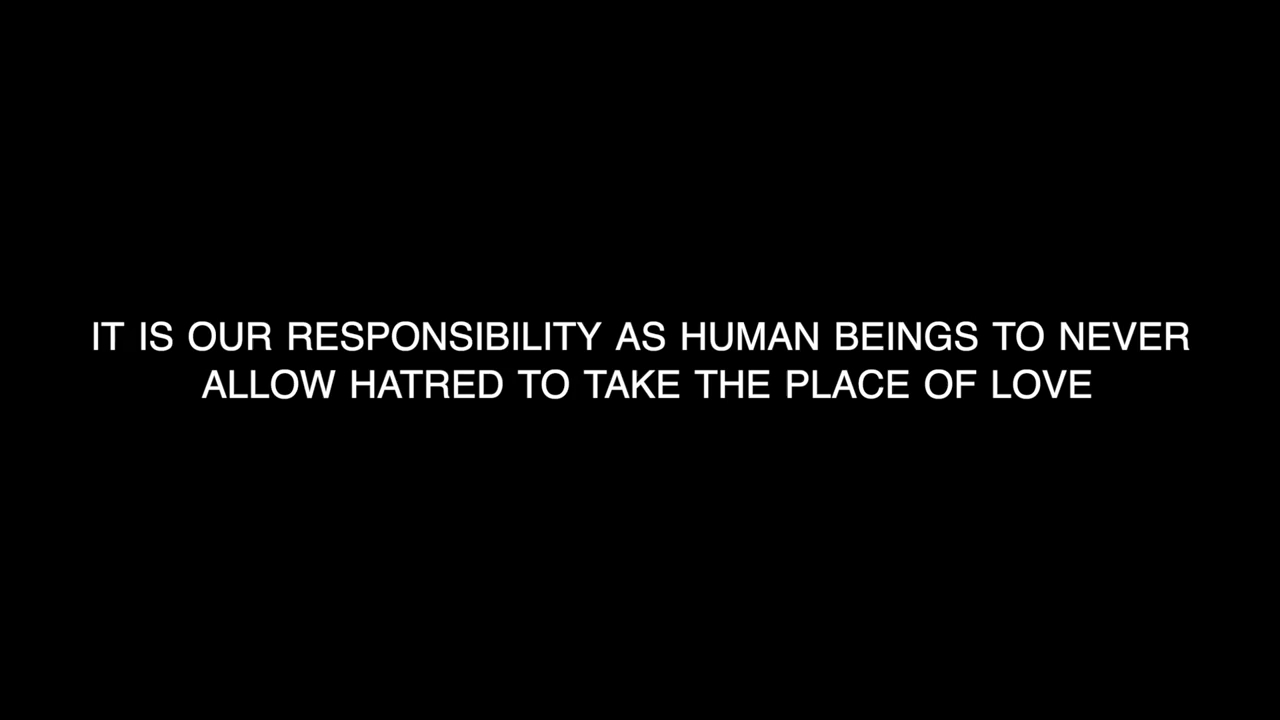 IT IS OUR RESPONSIBILITY AS HUMAN BEINGS TO NEVER
ALLOW HATRED TO TAKE THE PLACE OF LOVE